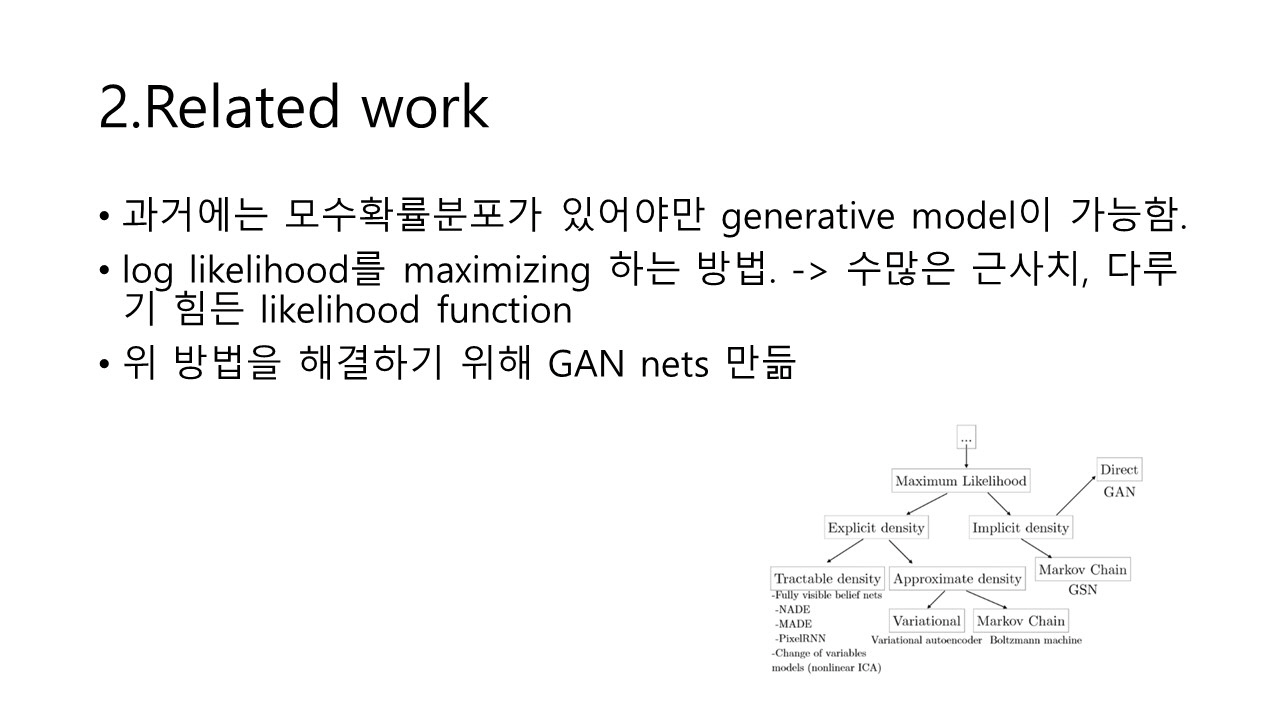 2.Related work
• 과거에는 모수확률분포가 있어야만 generative model이 가능함.
• log likelihood를 maximizing 하는 방법. -> 수많은 근사치, 다루
기 힘든 likelihood function
• 위 방법을 해결하기 위해 GAN nets 만듦
...
Maximum Likelihood
Direct
GAN
Explicit density
Implicit density
Tractable density
-Fully visible belief nets
-NADE
-MADE
-PixelRNN
-Change of variables
models (nonlinear ICA)
Approximate density
Variational
Variational autoencoder
Markov Chain
Boltzmann machine
Markov Chain
GSN